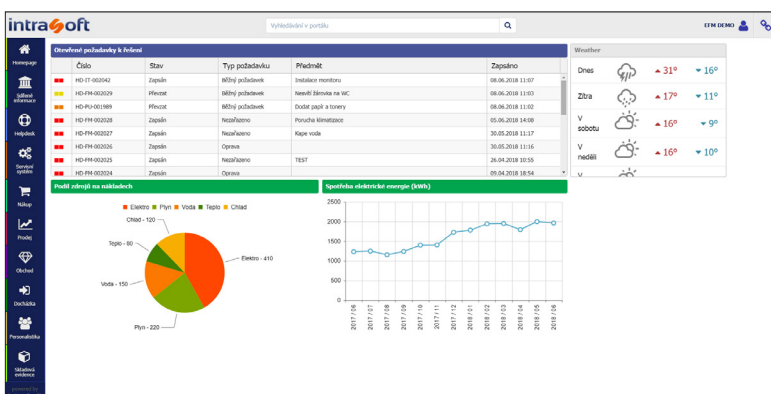 intrasoft
Vyhledávání v portálu
EFM DEMO
Homepage
Sdílené informace
Helpdesk
Servisní systém
Nákup
Prodej
Obchod
Docházka
Personalistika
Skladová evidence
powered by
Otevřené požadavky k řešení
Číslo Stav Typ požadavku Předmět Zapsáno
HD-IT-002042 Zapsán Běžný požadavek Instalace monitoru 08.06.2018 11:07
HD-FM-002029 Převzat Běžný požadavek Nesvítí žárovka na WC 08.06.2018 11:03
HD-PU-001989 Převzat Běžný požadavek Dodat papír a tonery 08.06.2018 11:02
HD-FM-002028 Zapsán Nezařazeno Porucha klimatizace 05.06.2018 14:08
HD-FM-002027 Zapsán Nezařazeno Kape voda 30.05.2018 11:17
HD-FM-002026 Zapsán Oprava 30.05.2018 11:16
HD-FM-002025 Zapsán Nezařazeno TEST 26.04.2018 10:55
HD-FM-002024 Zapsán Oprava 09.04.2018 18:54
Weather
Dnes 31° 16°
Zítra 17° 11°
V sobotu 16° 9°
V neděli 16° 10°
V
Podíl zdrojů na nákladech
Elektro Plyn Voda Teplo Chlad
Chlad - 120
Teplo - 80
Elektro - 410
Voda - 150
Plyn - 220
Spotřeba elektrické energie (kWh)
2500
2000
1500
1000
500
0
2017 / 06
2017 / 07
2017 / 08
2017 / 09
2017 / 10
2017 / 11
2017 / 12
2018 / 01
2018 / 02
2018 / 03
2018 / 04
2018 / 05
2018 / 06